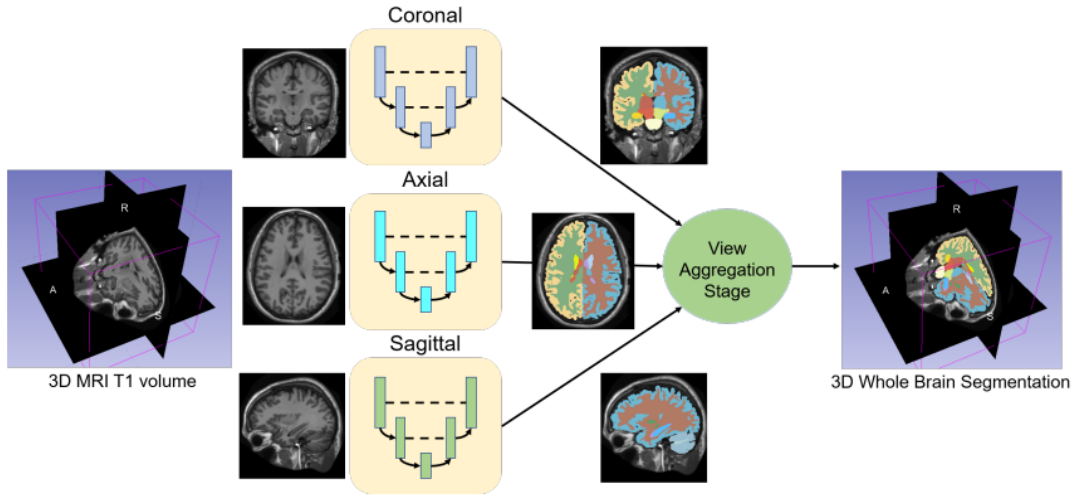 Coronal
Axial
Sagittal
R
A
S
3D MRI T1 volume
View
Aggregation
Stage
R
A
S
3D Whole Brain Segmentation